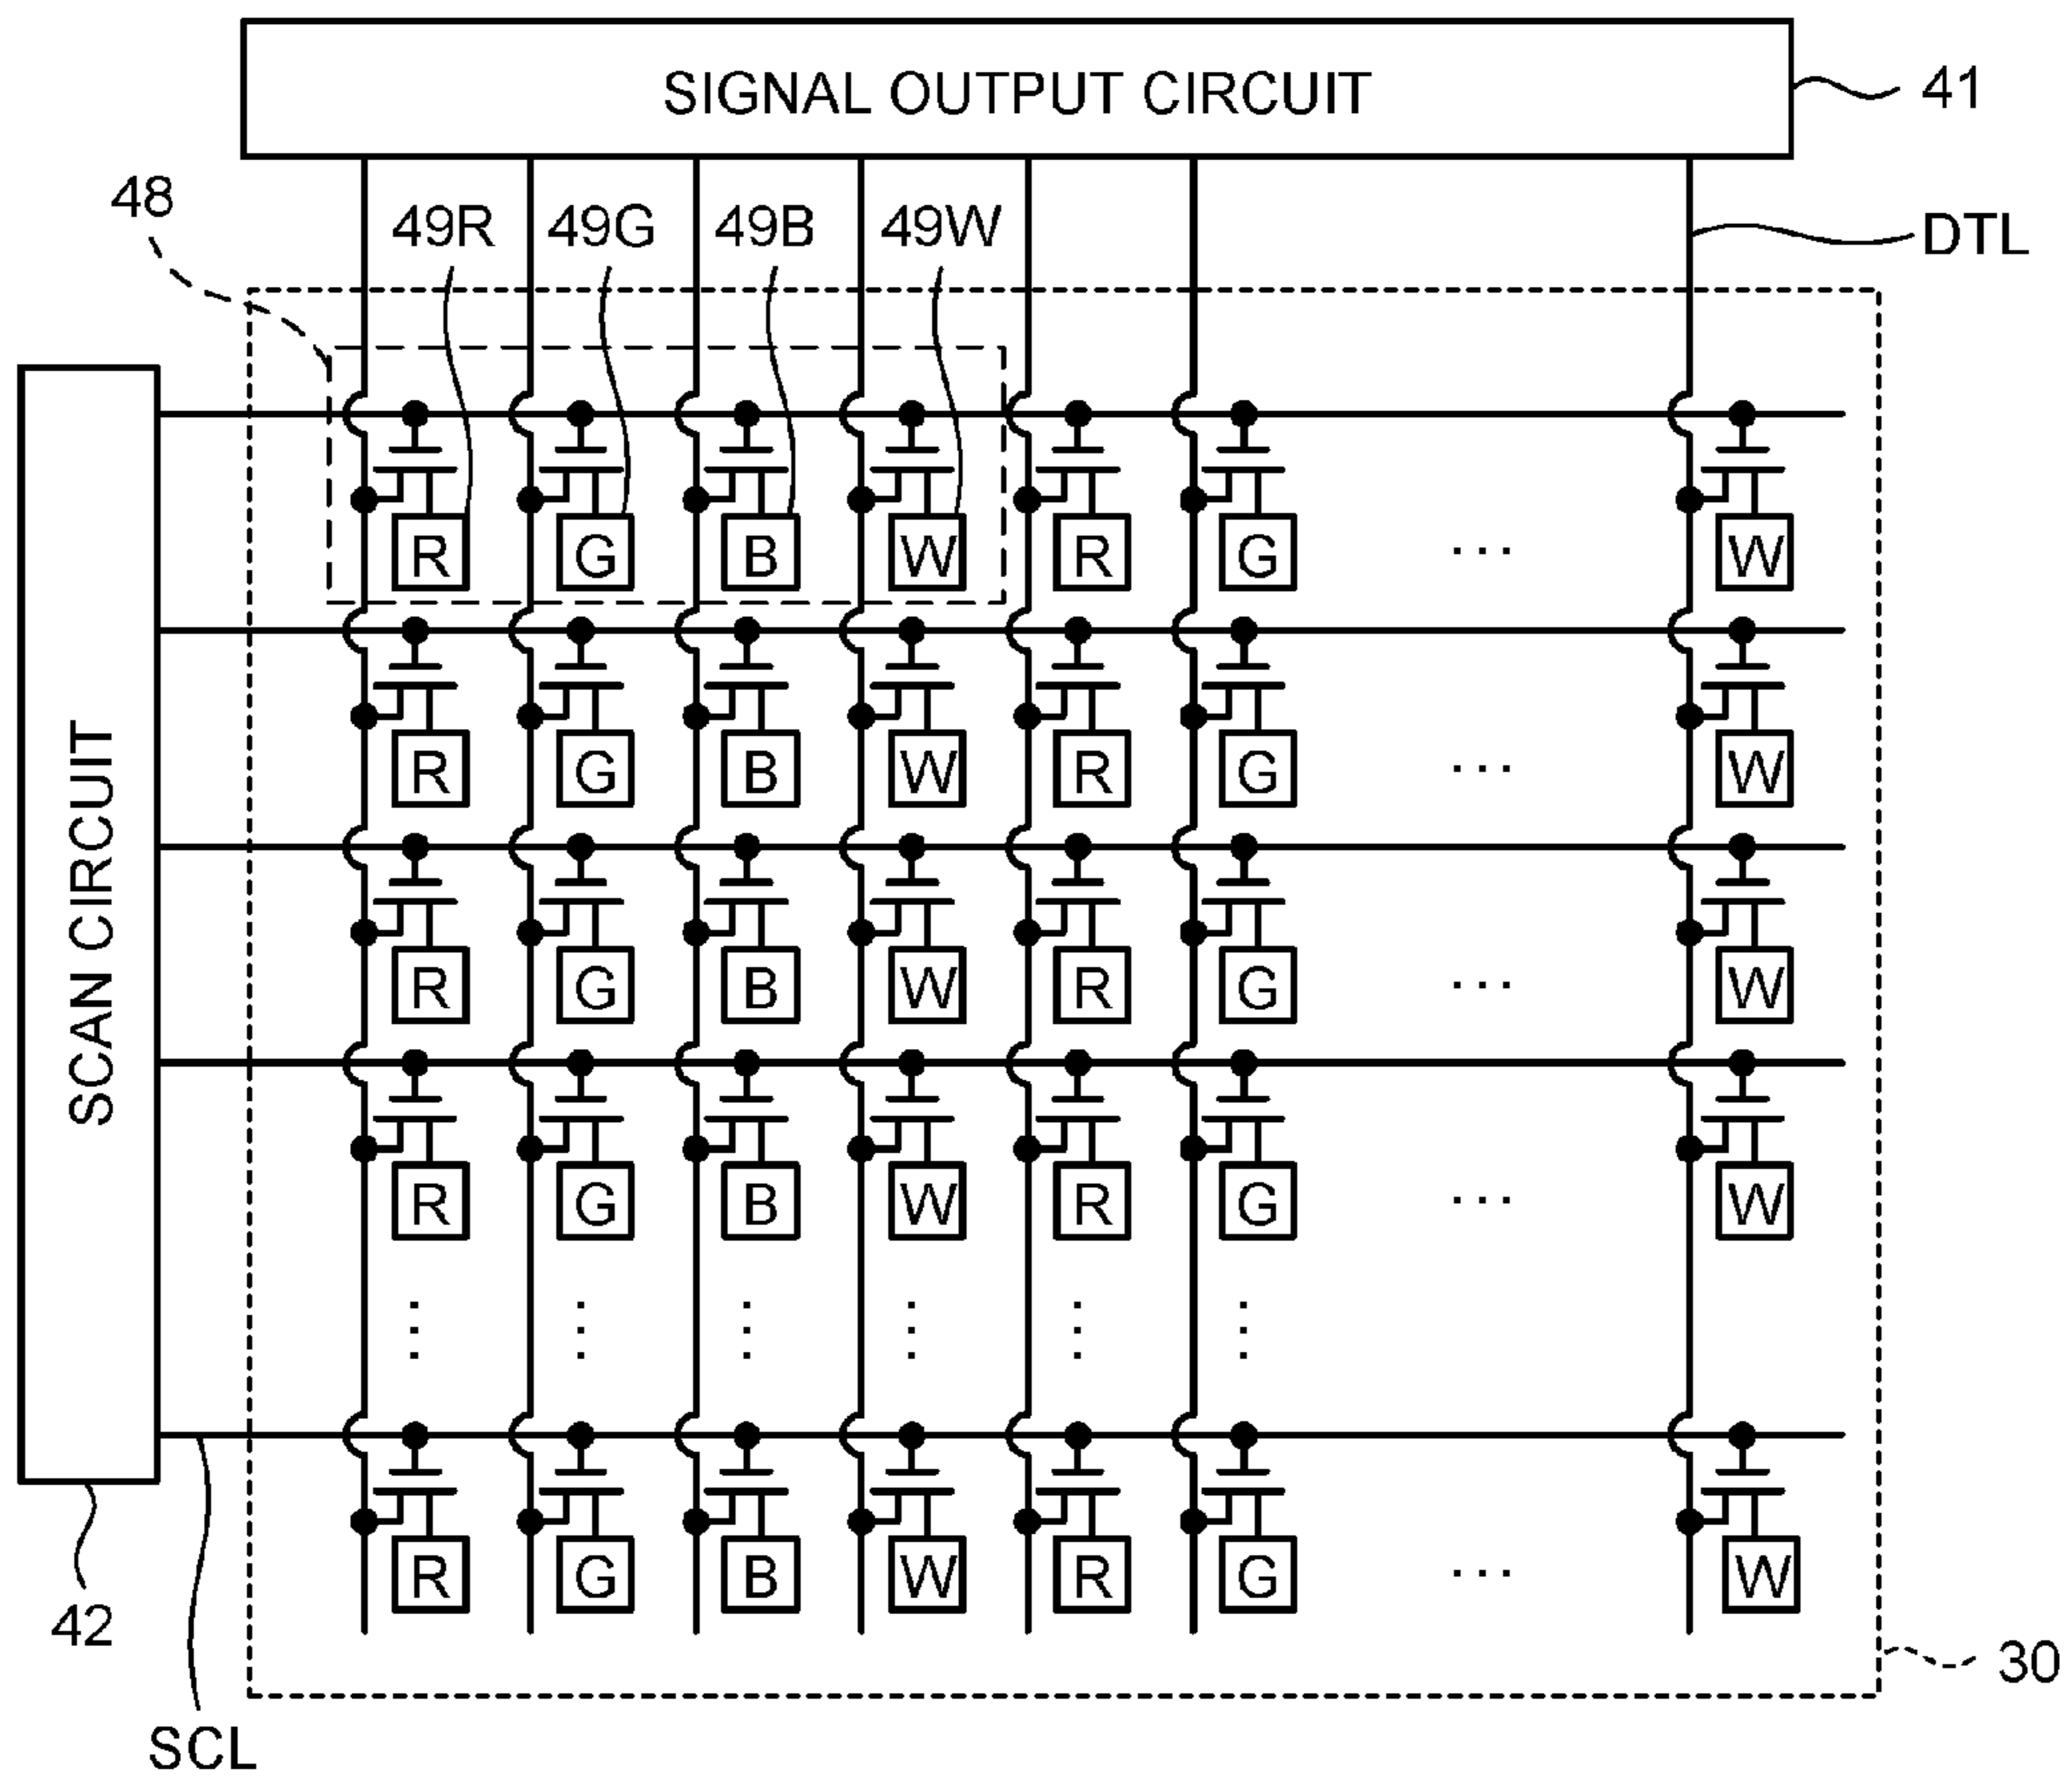 SIGNAL OUTPUT CIRCUIT
41
48
49R 49G 49B 49W
DTL
SCAN CIRCUIT
R G B W R G ... W
R G B W R G ... W
R G B W R G ... W
R G B W R G ... W
R G B W R G ... W
42
30
SCL